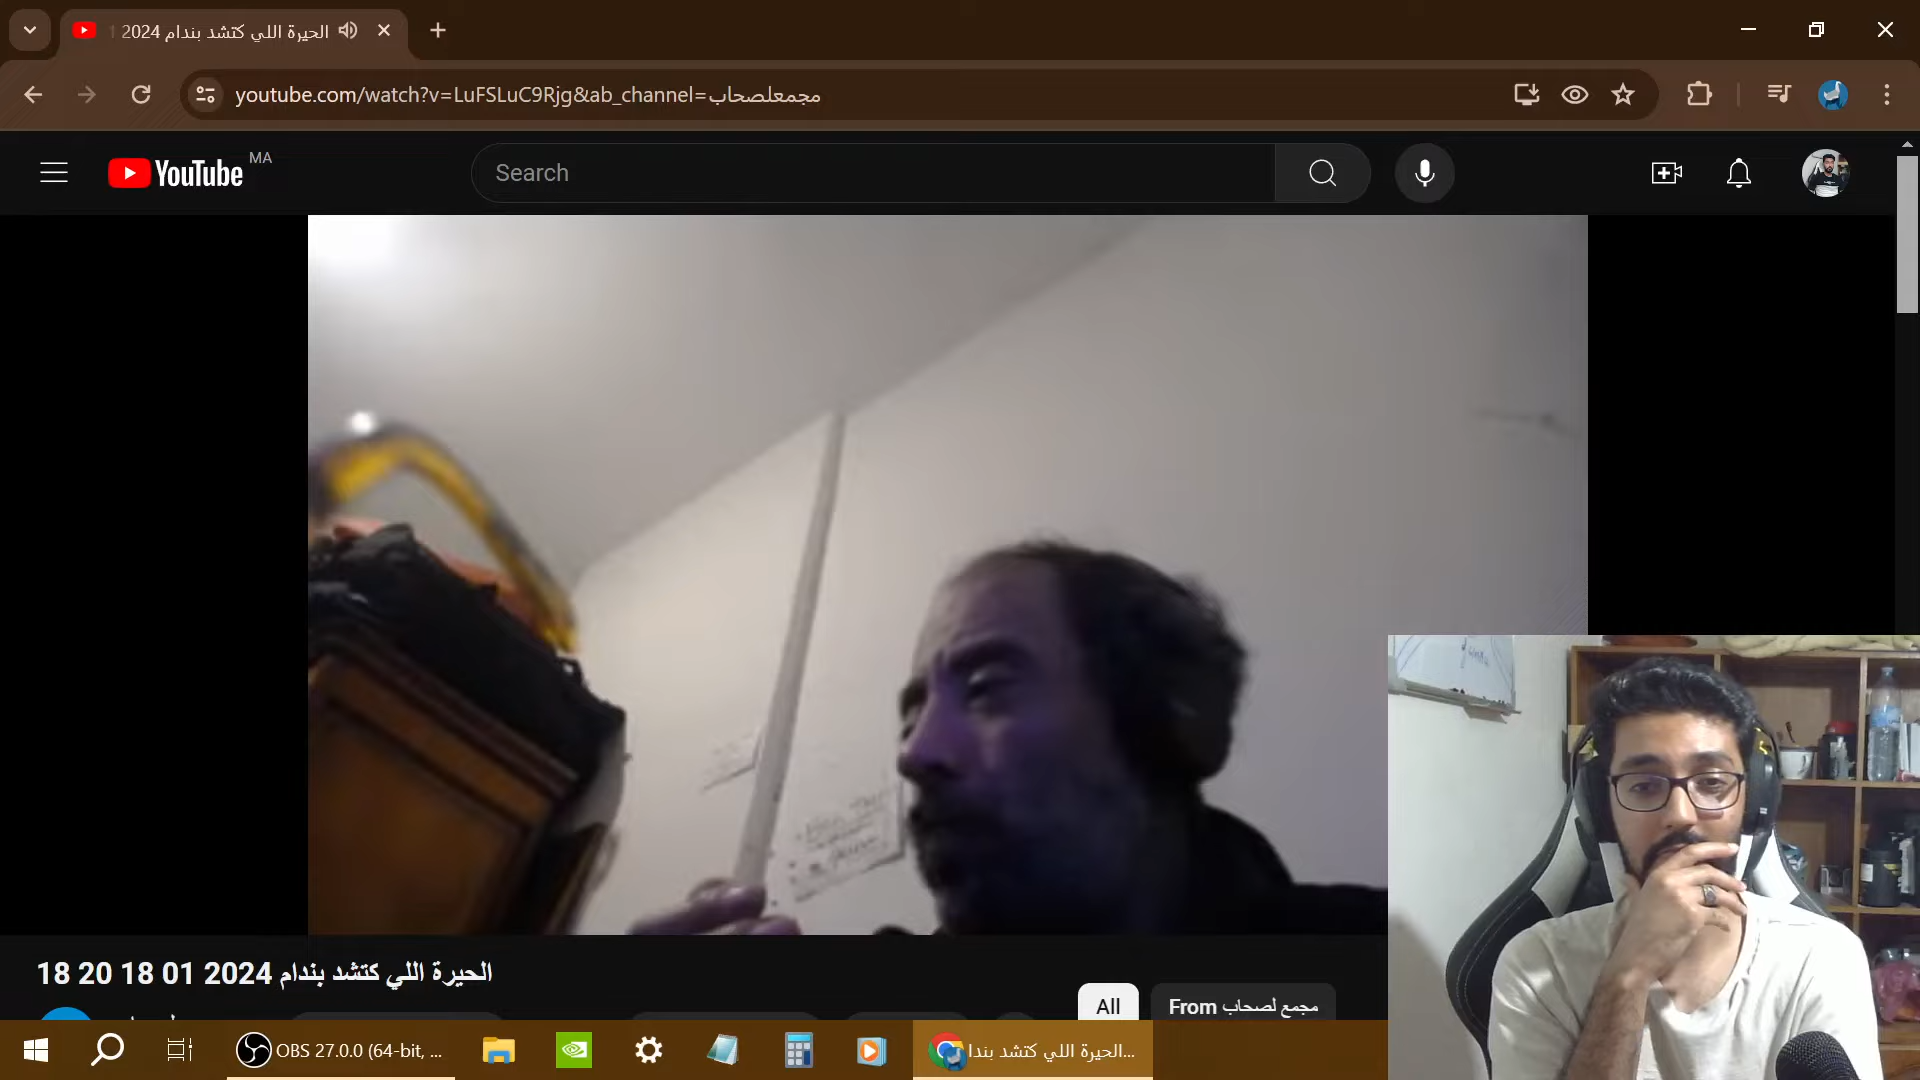 الحيرة اللي كتشد بندام 2024
youtube.com/watch?v=LuFSLuC9Rjg&ab_channel=مجمعلصحاب
YouTube MA
Search
الحيرة اللي كتشد بندام 2024 01 18 20 18
All
From مجمع لصحاب
OBS 27.0.0 (64-bit, ...
الحيرة اللي كتشد بندا...